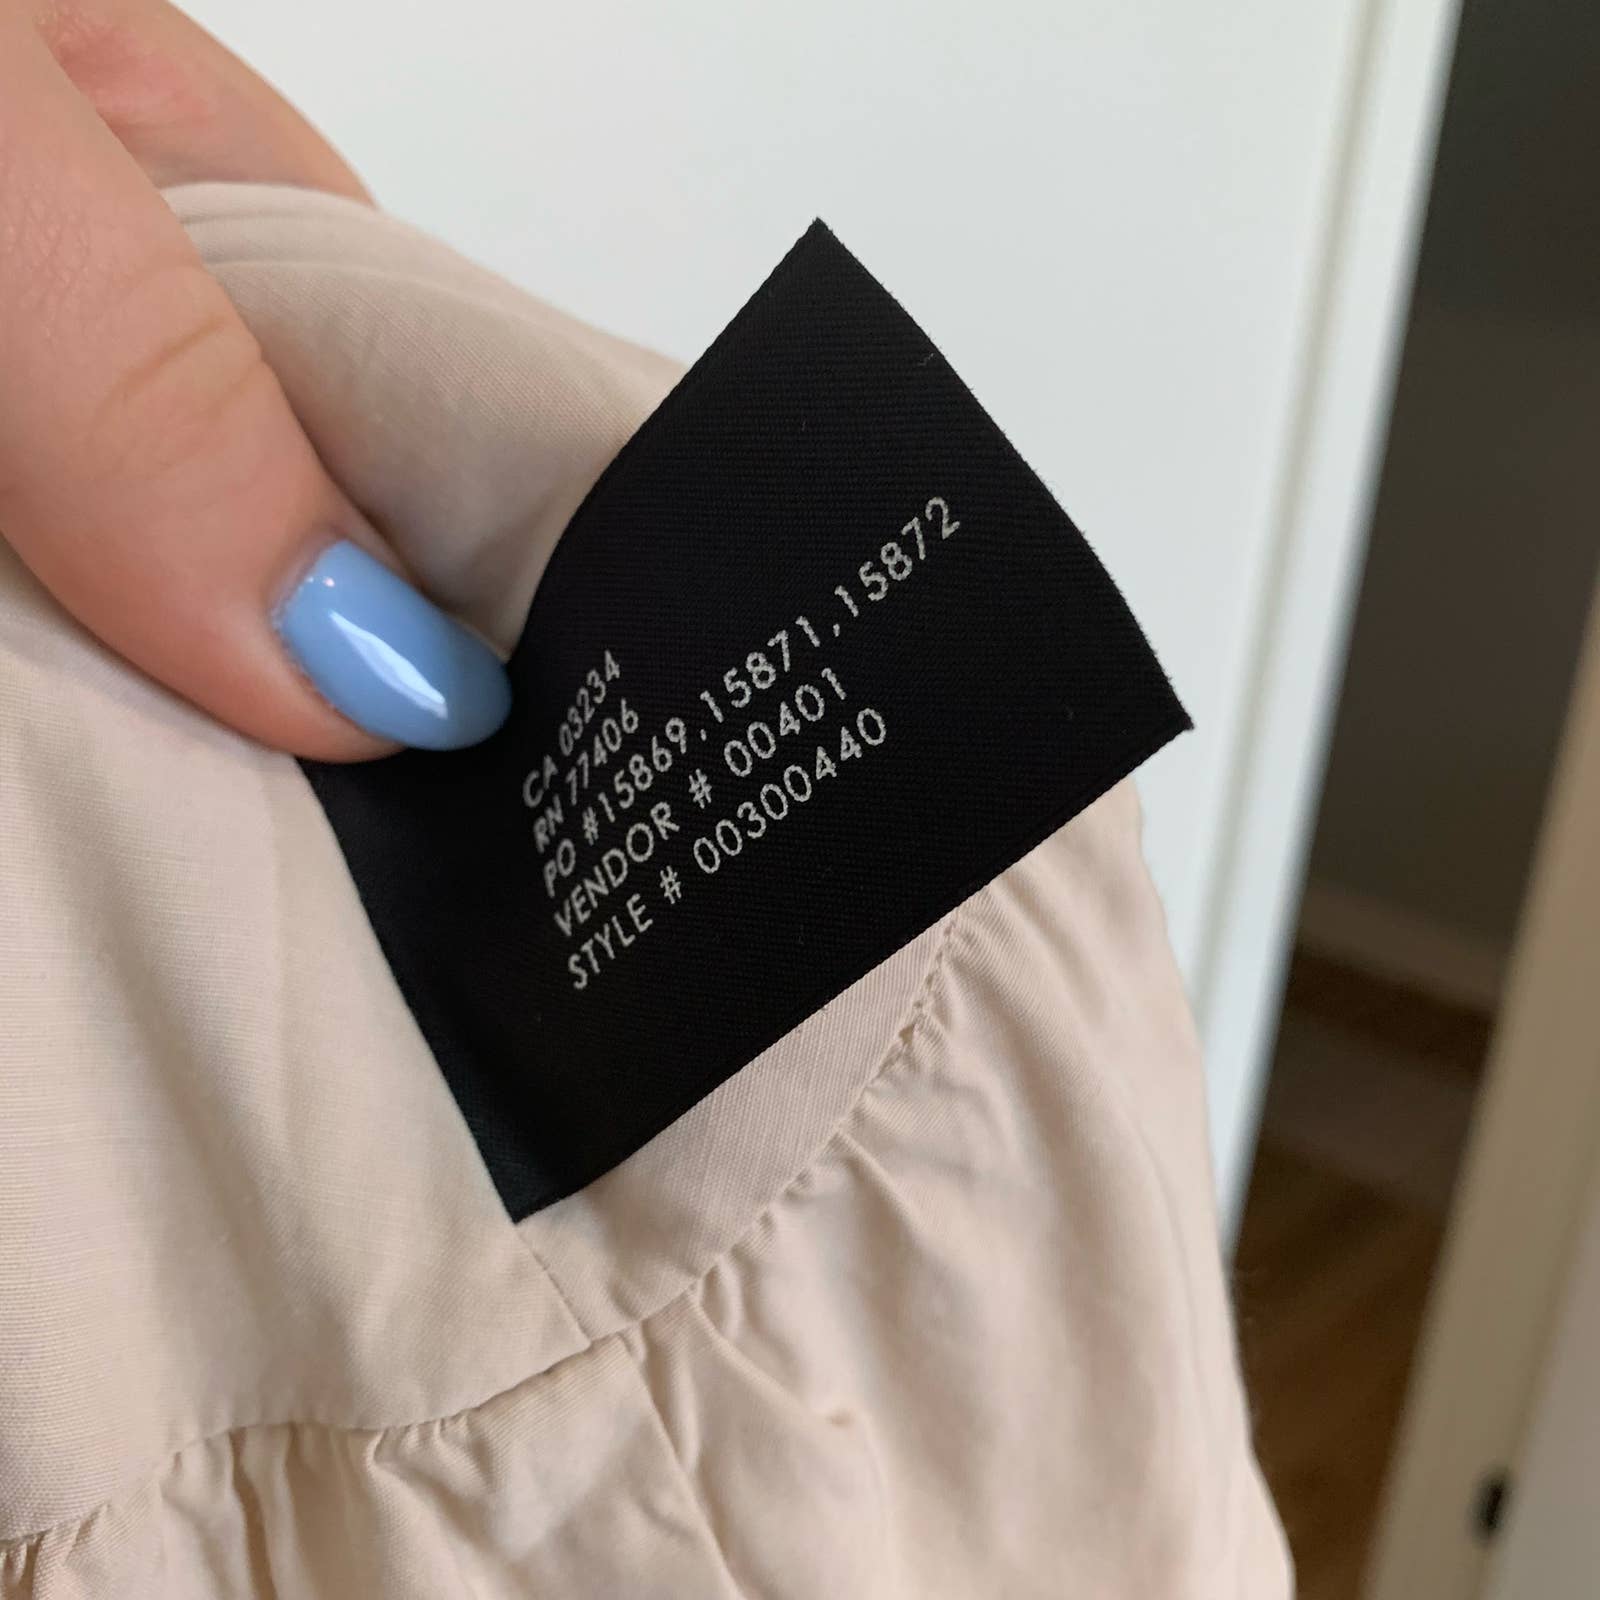 CA 03234
RN 77406
PO #15869,15871,15872
VENDOR # 00401
STYLE # 00300440